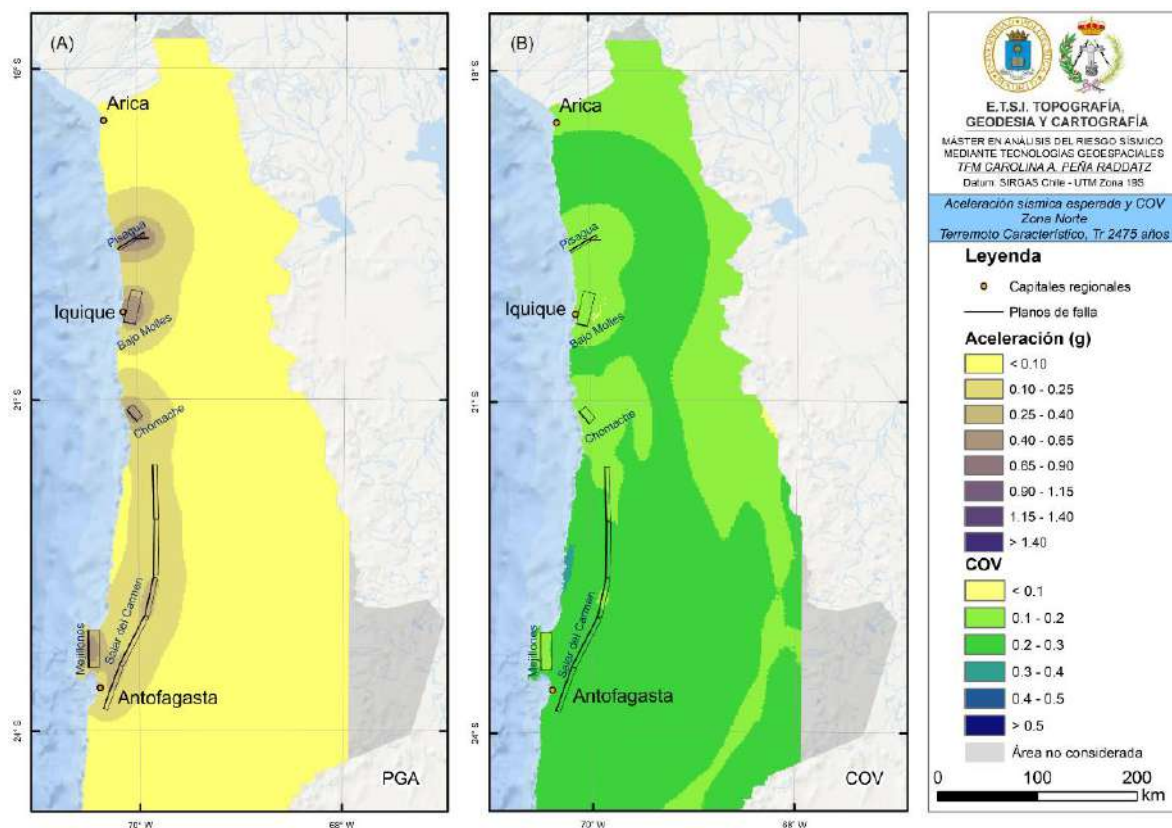 (A)
18° S
Arica
Pisagua
Iquique
Bajo Molles
21° S
Chomache
Salar del Carmen
Mejillones
Antofagasta
24° S
PGA
70° W
68° W
(B)
18° S
Arica
Pisagua
Iquique
Bajo Molles
21° S
Chomache
Salar del Carmen
Mejillones
Antofagasta
24° S
COV
70° W
68° W
E.T.S.I. TOPOGRAFÍA,
GEODESIA Y CARTOGRAFÍA
MÁSTER EN ANÁLISIS DEL RIESGO SÍSMICO
MEDIANTE TECNOLOGÍAS GEOESPACIALES
TFM CAROLINA A. PEÑA RADDATZ
Datum: SIRGAS Chile - UTM Zona 19S
Aceleración sísmica esperada y COV
Zona Norte
Terremoto Característico, Tr 2475 años
Leyenda
Capitales regionales
Planos de falla
Aceleración (g)
< 0.10
0.10 - 0.25
0.25 - 0.40
0.40 - 0.65
0.65 - 0.90
0.90 - 1.15
1.15 - 1.40
> 1.40
COV
< 0.1
0.1 - 0.2
0.2 - 0.3
0.3 - 0.4
0.4 - 0.5
> 0.5
Área no considerada
0 100 200
km